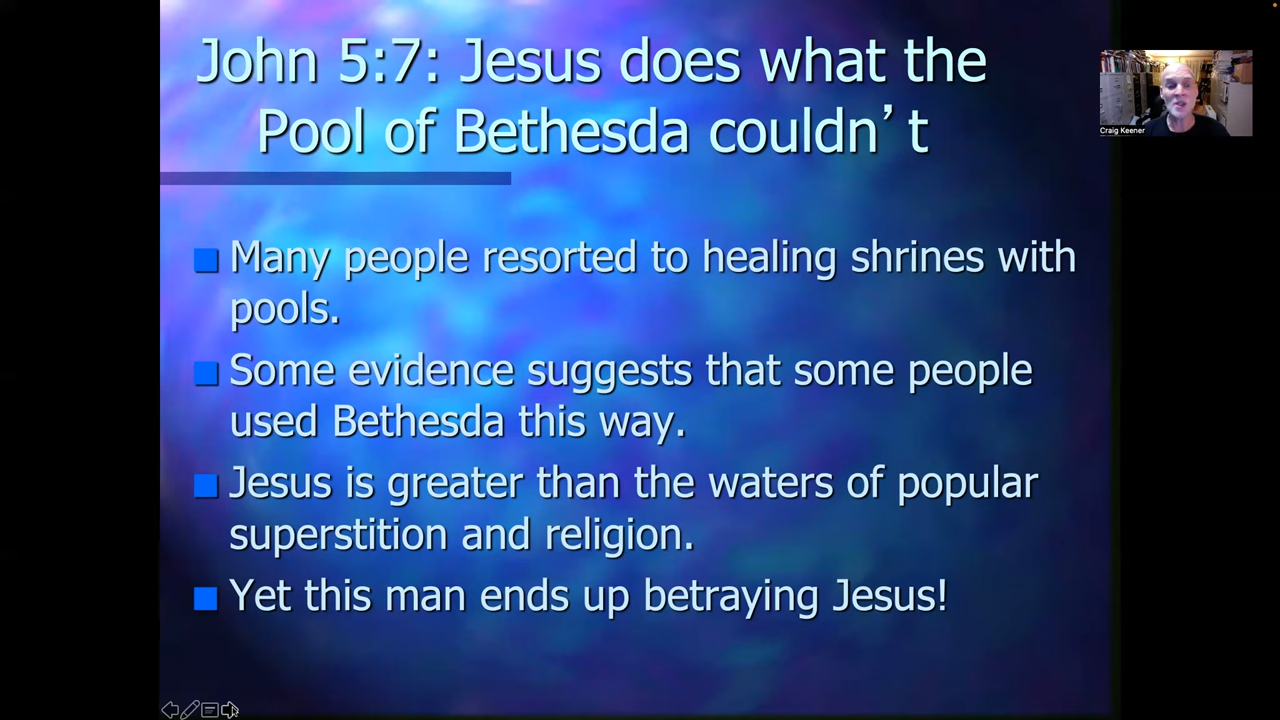 John 5:7: Jesus does what the
Pool of Bethesda couldn’t
Craig Keener
■ Many people resorted to healing shrines with
pools.
■ Some evidence suggests that some people
used Bethesda this way.
■ Jesus is greater than the waters of popular
superstition and religion.
■ Yet this man ends up betraying Jesus!